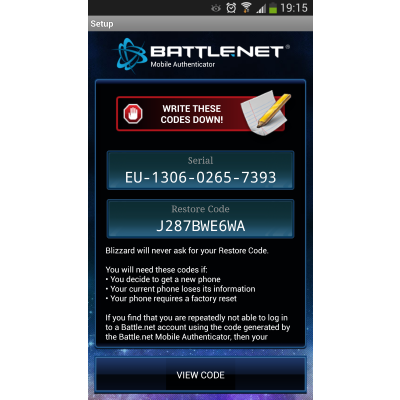 19:15
Setup
BATTLE.NET®
Mobile Authenticator
WRITE THESE
CODES DOWN!
Serial
EU-1306-0265-7393
Restore Code
J287BWE6WA
Blizzard will never ask for your Restore Code.
You will need these codes if:
• You decide to get a new phone
• Your current phone loses its information
• Your phone requires a factory reset
If you find that you are repeatedly not able to log in
to a Battle.net account using the code generated by
the Battle.net Mobile Authenticator, then your
VIEW CODE